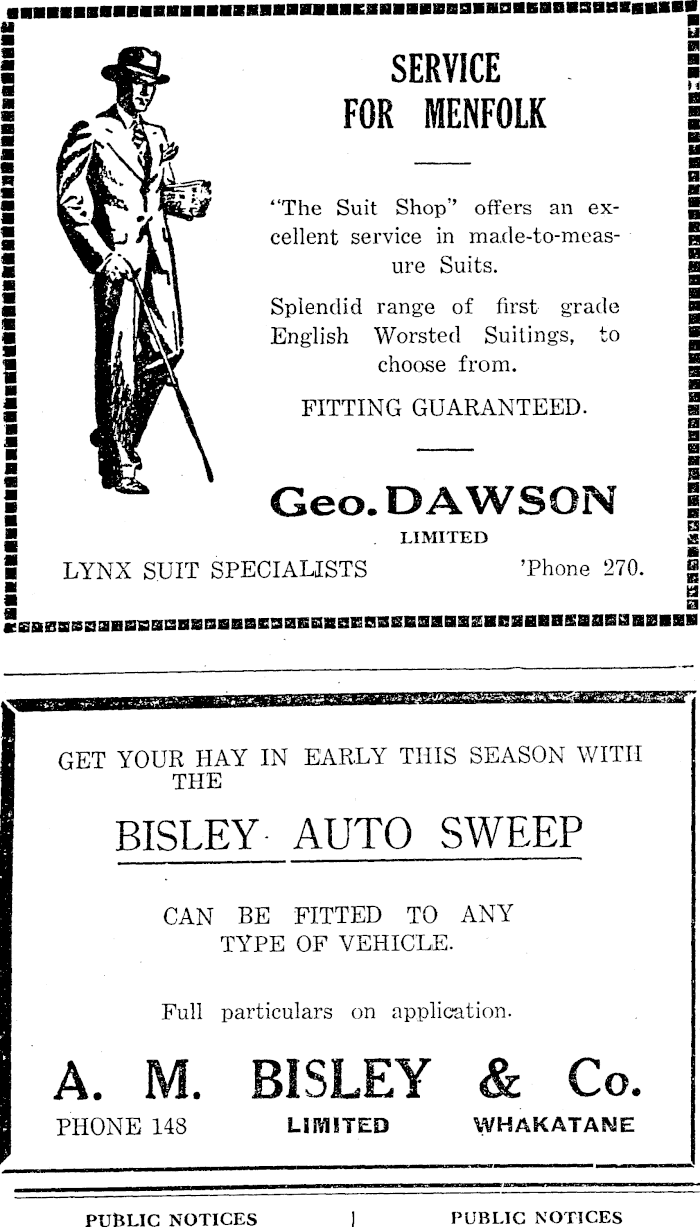 SERVICE
FOR MENFOLK
“The Suit Shop” offers an ex-
cellent service in made-to-meas-
ure Suits.
Splendid range of first grade
English Worsted Suitings, to
choose from.
FITTING GUARANTEED.
Geo. DAWSON
LIMITED
LYNX SUIT SPECIALISTS 'Phone 270.
GET YOUR HAY IN EARLY THIS SEASON WITH
THE
BISLEY AUTO SWEEP
CAN BE FITTED TO ANY
TYPE OF VEHICLE.
Full particulars on application.
A. M. BISLEY & Co.
PHONE 148 LIMITED WHAKATANE
PUBLIC NOTICES PUBLIC NOTICES